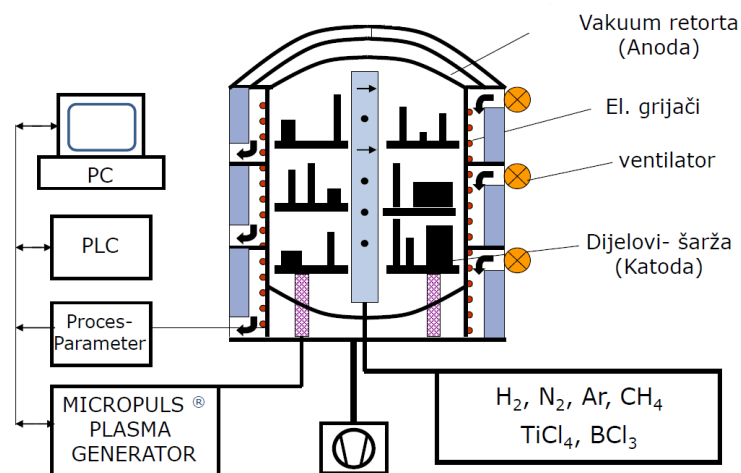 Vakuum retorta
(Anoda)
El. grijači
ventilator
Dijelovi- šarža
(Katoda)
PC
PLC
Proces-
Parameter
MICROPULS ®
PLASMA
GENERATOR
H₂, N₂, Ar, CH₄
TiCl₄, BCl₃